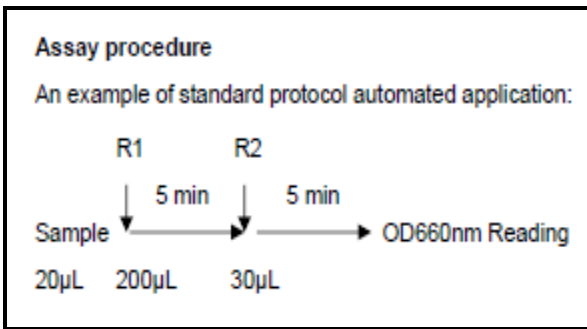 Assay procedure
An example of standard protocol automated application:
R1 R2
5 min 5 min
Sample OD660nm Reading
20µL 200µL 30µL